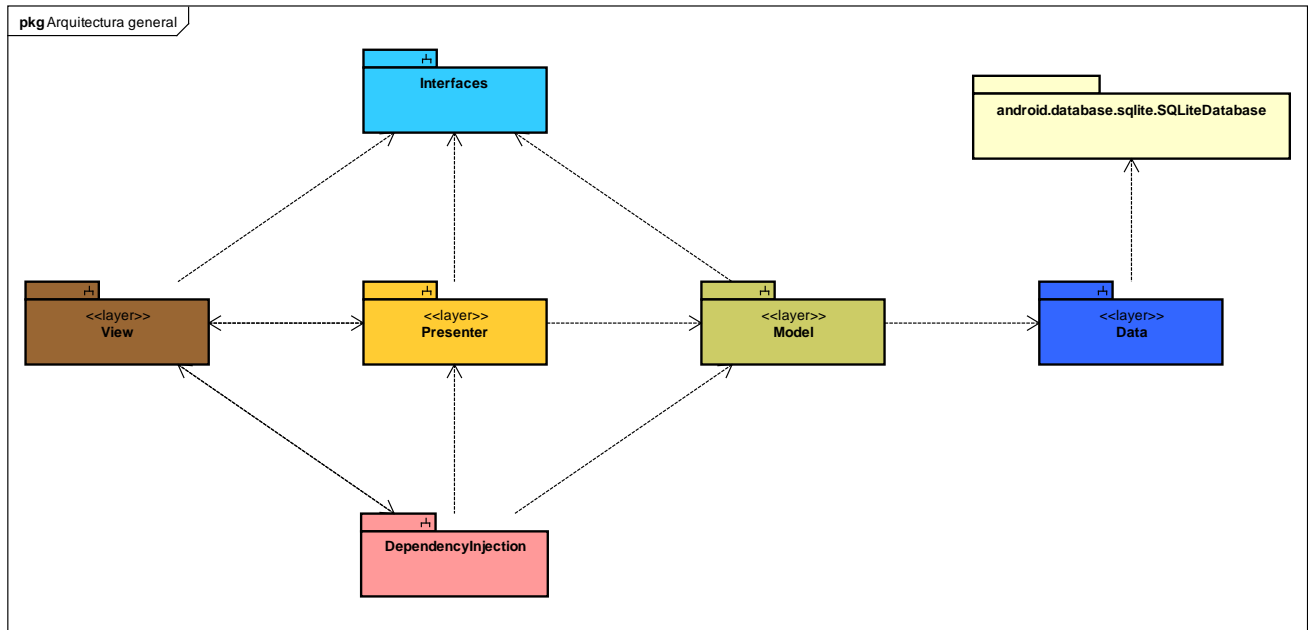 pkg Arquitectura general
Interfaces
android.database.sqlite.SQLiteDatabase
<<layer>>
View
<<layer>>
Presenter
<<layer>>
Model
<<layer>>
Data
DependencyInjection